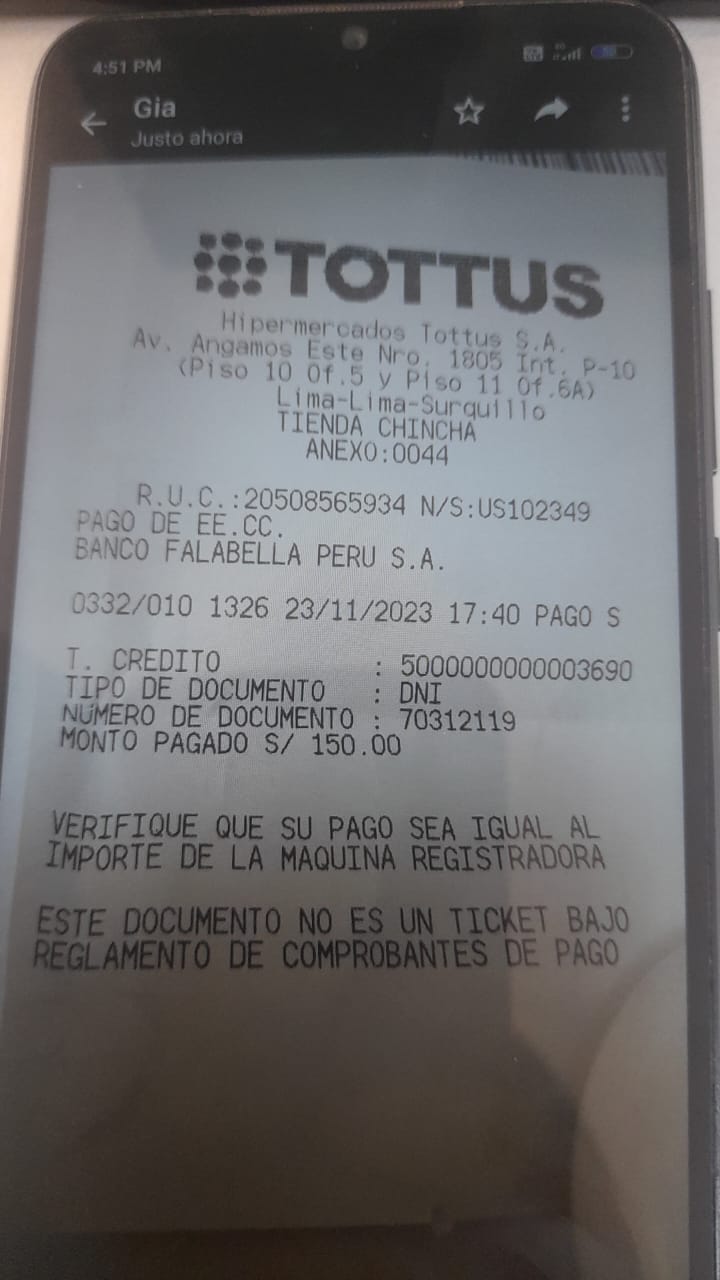 4:51 PM
Gia
Justo ahora
TOTTUS
Hipermercados Tottus S.A.
Av. Angamos Este Nro. 1805 Int. P-10
(Piso 10 Of.5 y Piso 11 Of.6A)
Lima-Lima-Surquillo
TIENDA CHINCHA
ANEXO:0044
R.U.C.:20508565934 N/S:US102349
PAGO DE EE.CC.
BANCO FALABELLA PERU S.A.
0332/010 1326 23/11/2023 17:40 PAGO S
T. CREDITO : 5000000000003690
TIPO DE DOCUMENTO : DNI
NUMERO DE DOCUMENTO : 70312119
MONTO PAGADO S/ 150.00
VERIFIQUE QUE SU PAGO SEA IGUAL AL
IMPORTE DE LA MAQUINA REGISTRADORA
ESTE DOCUMENTO NO ES UN TICKET BAJO
REGLAMENTO DE COMPROBANTES DE PAGO